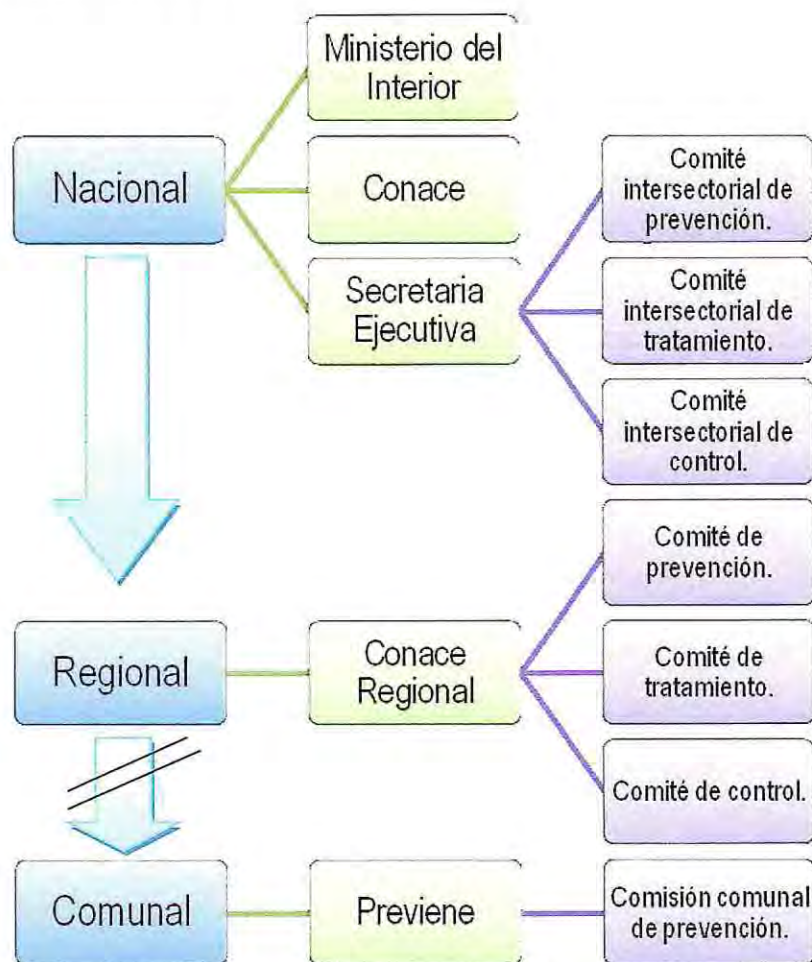 Ministerio del
Interior
Nacional
Conace
Secretaria
Ejecutiva
Comité
intersectorial de
prevención.
Comité
intersectorial de
tratamiento.
Comité
intersectorial de
control.
Regional
Conace
Regional
Comité de
prevención.
Comité de
tratamiento.
Comité de control.
Comunal
Previene
Comisión comunal
de prevención.